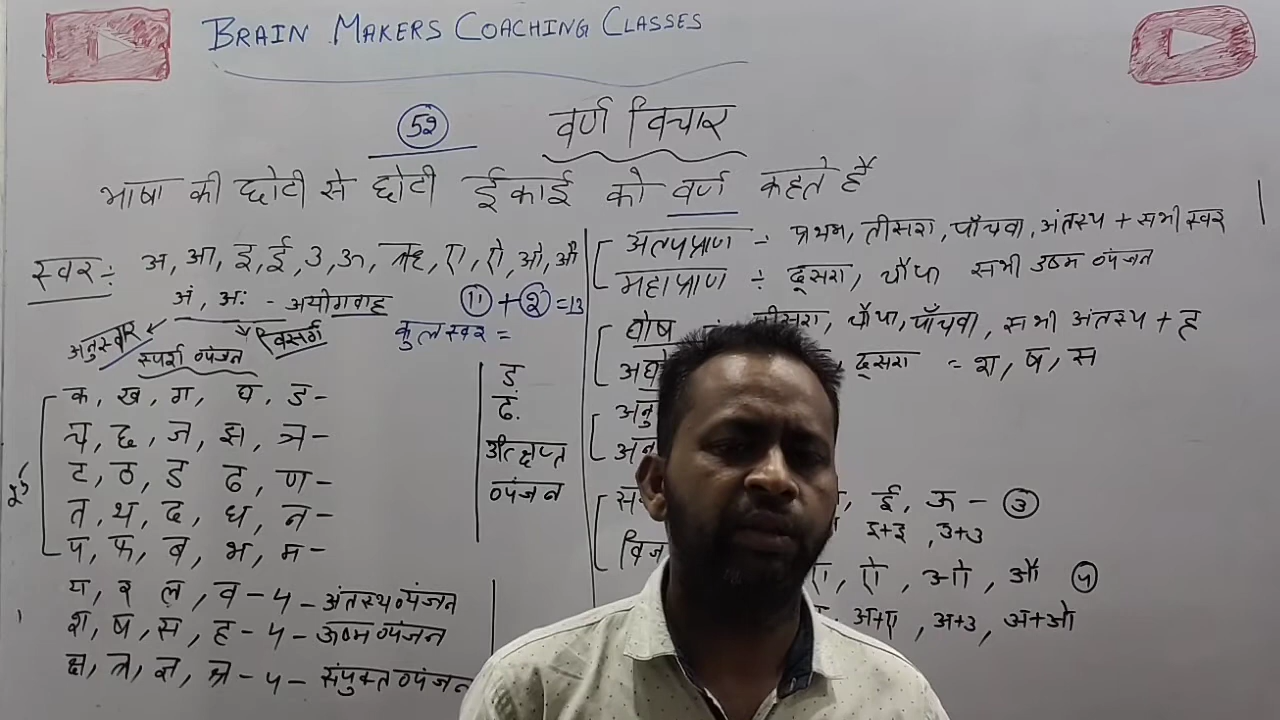 BRAIN MAKERS COACHING CLASSES
52
वर्ण विचार
भाषा की छोटी से छोटी ईकाई को वर्ण कहते है
स्वर :- अ, आ, इ, ई, उ, ऊ, ऋ, ए, ऐ, ओ, औ
अं, अः - अयोगवाह
11 + 2 = 13
अनुस्वार
विसर्ग
कुल स्वर =
स्पर्श व्यंजन
क, ख, ग, घ, ड -
च, छ, ज, झ, ञ -
ट, ठ, ड, ढ, ण -
त, थ, द, ध, न -
प, फ, ब, भ, म -
य, र, ल, व - 4 - अंतस्थ व्यंजन
श, ष, स, ह - 4 - ऊष्म व्यंजन
क्ष, त्र, ज्ञ, श्र - 4 - संयुक्त व्यंजन
ड़
ढ़
उत्क्षिप्त
व्यंजन
अल्पप्राण ÷ प्रथम, तीसरा, पाँचवा, अंतस्थ + सभी स्वर
महाप्राण ÷ दूसरा, चौथा सभी उष्म व्यंजन
घोष तीसरा, चौथा, पाँचवा, सभी अंतस्थ + ह
दूसरा = श, ष, स
ई, ऊ - 3
इ+इ, उ+उ
ऐ, ओ, औ 4
अ+ए, अ+उ, अ+ओ